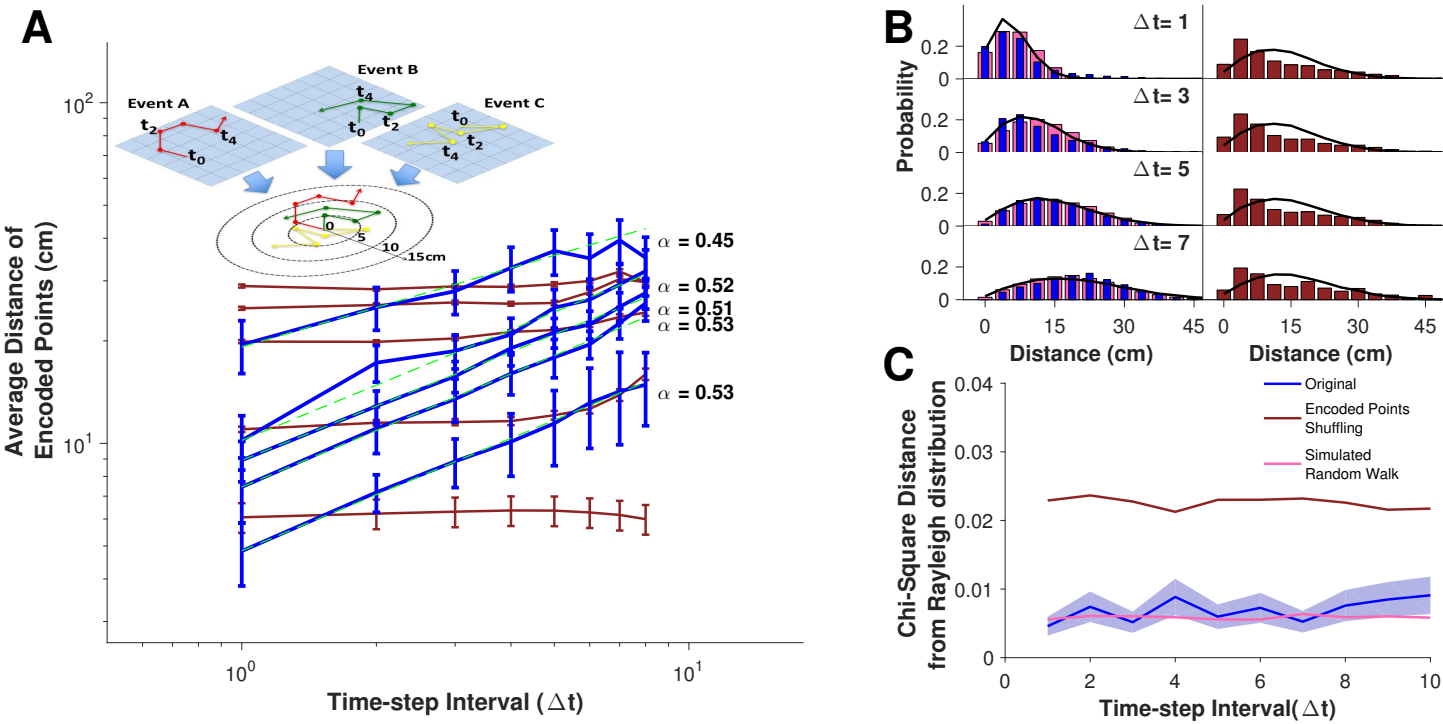 A
Average Distance of
Encoded Points (cm)
10²
10¹
10⁰
10¹
Time-step Interval (Δt)
Event A
Event B
Event C
t₀
t₂
t₄
t₀
t₂
t₄
t₀
t₂
t₄
0
5
10
15cm
α = 0.45
α = 0.52
α = 0.51
α = 0.53
α = 0.53
B
Probability
0.2
0
Δt= 1
0.2
0
Δt= 3
0.2
0
Δt= 5
0.2
0
Δt= 7
0 15 30 45
0 15 30 45
Distance (cm)
Distance (cm)
C
Chi-Square Distance
from Rayleigh distribution
0.04
0.03
0.02
0.01
0
0 2 4 6 8 10
Time-step Interval(Δt)
Original
Encoded Points
Shuffling
Simulated
Random Walk